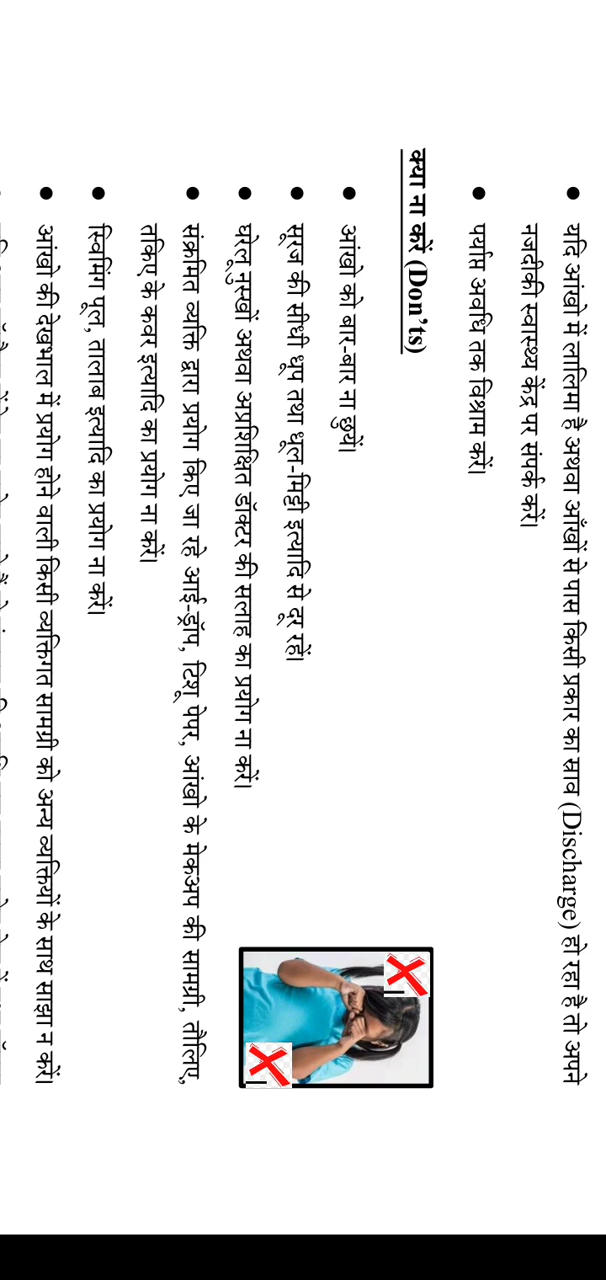 • यदि आंखो में लालिमा है अथवा आँखों से पास किसी प्रकार का स्राव (Discharge) हो रहा है तो अपने
नजदीकी स्वास्थ्य केंद्र पर संपर्क करें।
• पर्याप्त अवधि तक विश्राम करें।
क्या ना करें (Don’ts)
• आंखो को बार-बार ना छुयें।
• सूरज की सीधी धूप तथा धूल-मिट्टी इत्यादि से दूर रहें।
• घरेलू नुस्खों अथवा अप्रशिक्षित डॉक्टर की सलाह का प्रयोग ना करें।
• संक्रमित व्यक्ति द्वारा प्रयोग किए जा रहे आई-ड्रॉप, टिशू पेपर, आंखो के मेकअप की सामग्री, तौलिए,
तकिए के कवर इत्यादि का प्रयोग ना करें।
• स्विमिंग पूल, तालाब इत्यादि का प्रयोग ना करें।
• आंखो की देखभाल में प्रयोग होने वाली किसी व्यक्तिगत सामग्री को अन्य व्यक्तियों के साथ साझा न करें।